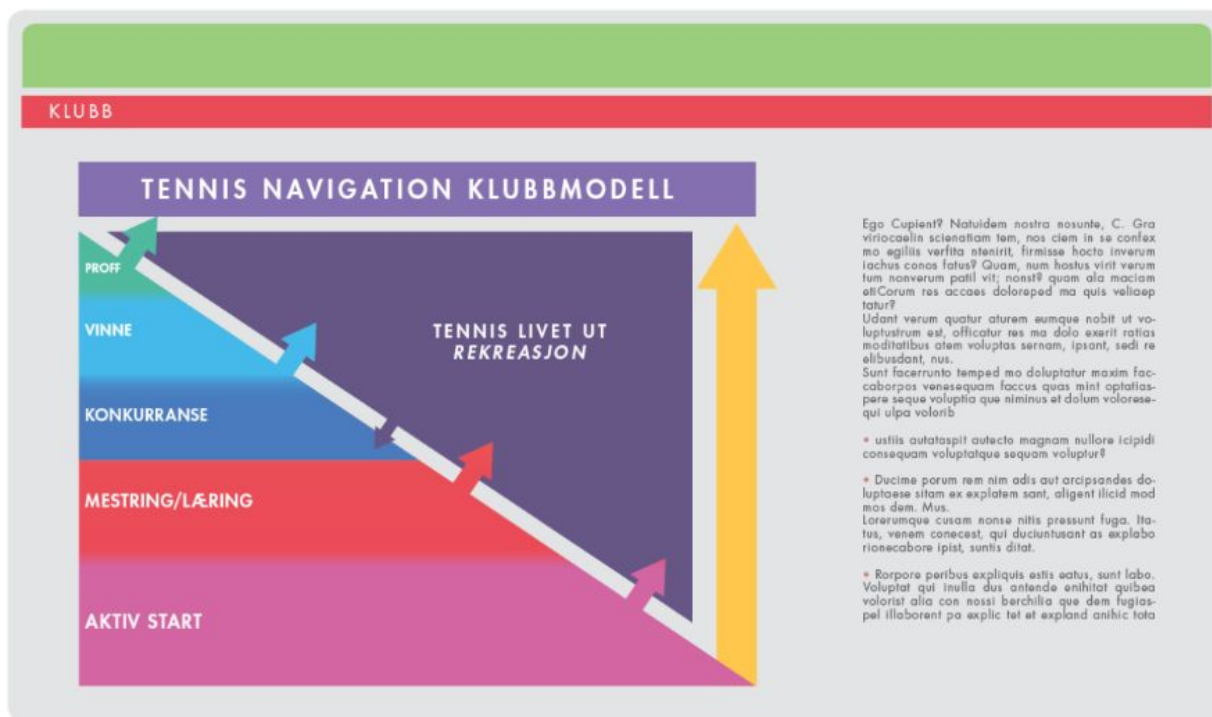 KLUBB
TENNIS NAVIGATION KLUBBMODELL
PROFF
VINNE
KONKURRANSE
MESTRING/LÆRING
AKTIV START
TENNIS LIVET UT
REKREASJON
Ego Cupient? Natuidem nostra nosunte, C. Gra
viriocaelin scienatiam tem, nos ciem in se confex
mo egiliis verfita ntenirit, firmisse hocto inverum
iachus conos fatus? Quam, num hostus virit verum
tum nonverum patil vit; nonst? quam ala maciam
etiCorum res accaes doloreped ma quis veliaep
tatur?
Udant verum quatur aturem eumque nobit ut vo-
luptustrum est, officatur res ma dolo exerit ratias
moditatibus atem voluptas sernam, ipsant, sedi re
elibusdant, nus.
Sunt facerrunto temped mo doluptatur maxim fac-
caborpos venesequam faccus quas mint optatias-
pere seque voluptia que niminus et dolum volorese-
qui ulpa volorib
• ustiis autataspit autecto magnam nullore icipidi
consequam voluptatque sequam voluptur?
• Ducime porum rem nim adis aut arcipsandes do-
luptaese sitam ex explatem sant, aligent ilicid mod
mos dem. Mus.
Lorerumque cusam nonse nitis pressunt fuga. Ita-
tus, venem conecest, qui duciuntusant as explabo
rionecabore ipist, suntis ditat.
• Rorpore peribus expliquis estis eatus, sunt labo.
Voluptat qui inulla dus antende enihitat quibea
volorist alia con nossi berchilia que dem fugias-
pel illaborent pa explic tet et expland anihic tota